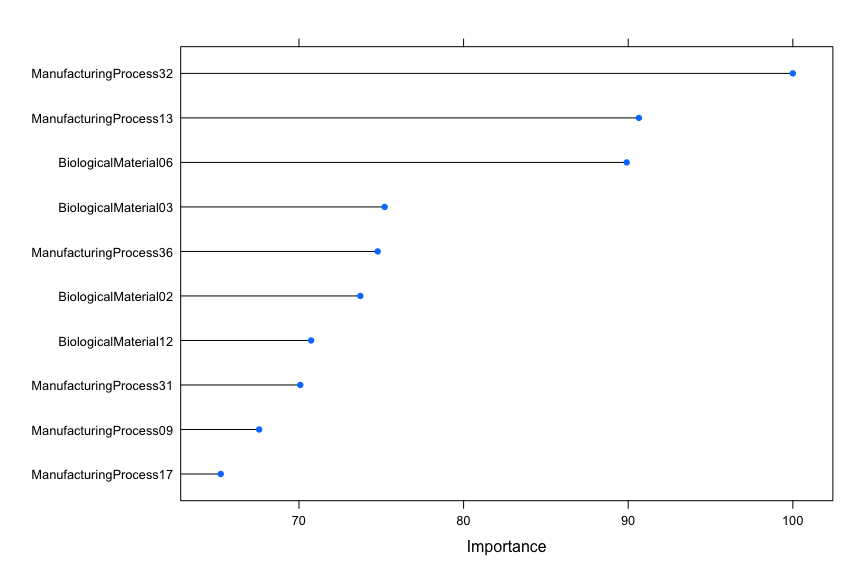 ManufacturingProcess32
ManufacturingProcess13
BiologicalMaterial06
BiologicalMaterial03
ManufacturingProcess36
BiologicalMaterial02
BiologicalMaterial12
ManufacturingProcess31
ManufacturingProcess09
ManufacturingProcess17
70 80 90 100
Importance